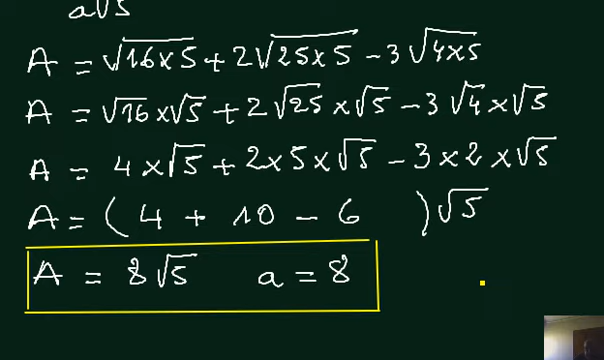 a√5
A = √16×5 + 2√25×5 − 3√4×5
A = √16 × √5 + 2√25 × √5 − 3√4 × √5
A = 4 × √5 + 2 × 5 × √5 − 3 × 2 × √5
A = ( 4 + 10 − 6 ) √5
A = 8√5 a = 8